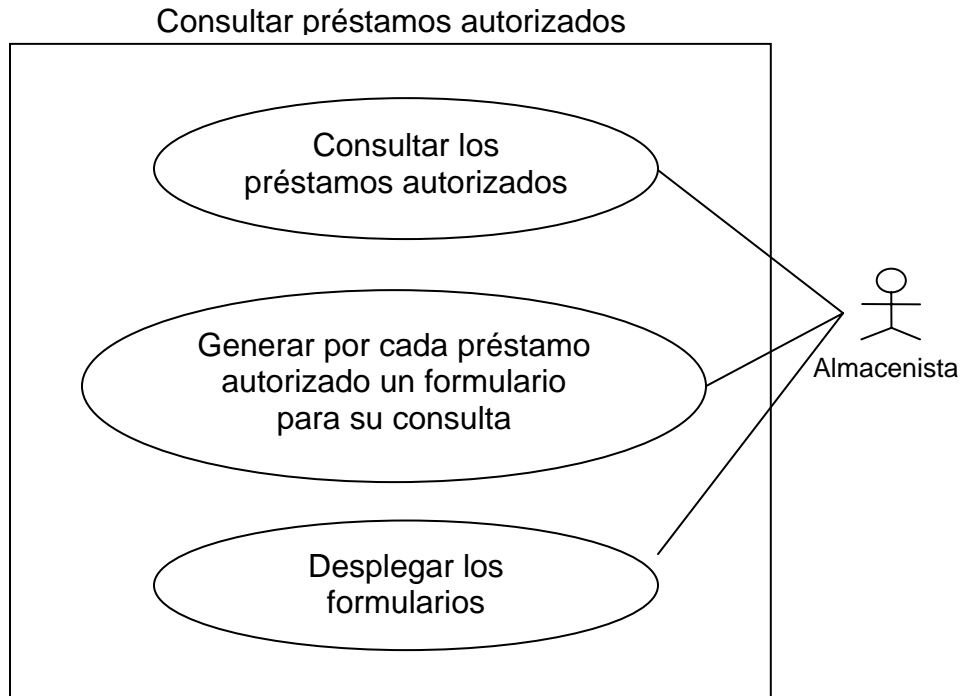 Consultar préstamos autorizados
Consultar los
préstamos autorizados
Generar por cada préstamo
autorizado un formulario
para su consulta
Almacenista
Desplegar los
formularios